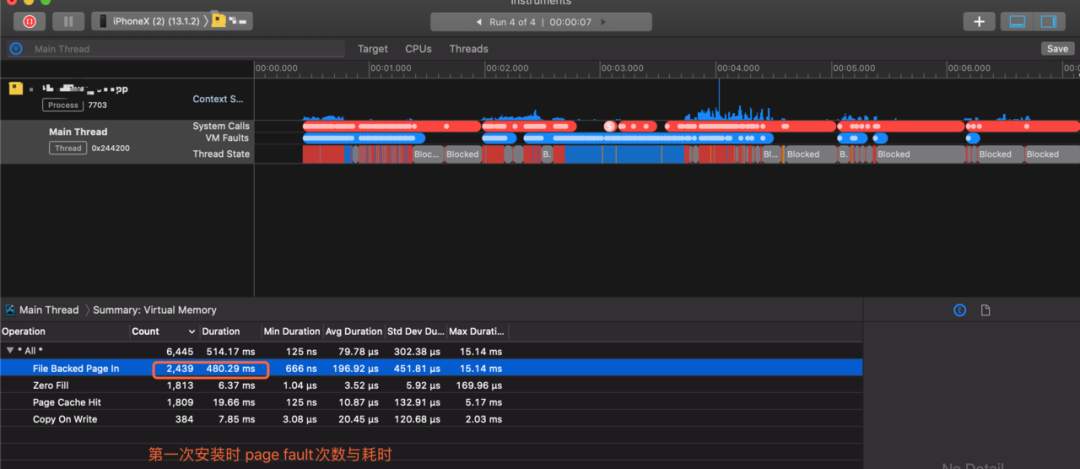 Instruments
iPhoneX (2) (13.1.2)
Run 4 of 4 | 00:00:07
Main Thread
Target CPUs Threads
Save
00:00.000 00:01.000 00:02.000 00:03.000 00:04.000 00:05.000 00:06.000
Process 7703
Context S...
Main Thread
Thread 0x244200
System Calls
VM Faults
Thread State
Bloc... Blocked B. Bl... Blocked B. Blocked Blocked Blocked
Main Thread Summary: Virtual Memory
Operation Count Duration Min Duration Avg Duration Std Dev Du... Max Durati...
* All * 6,445 514.17 ms 125 ns 79.78 µs 302.38 µs 15.14 ms
File Backed Page In 2,439 480.29 ms 666 ns 196.92 µs 451.81 µs 15.14 ms
Zero Fill 1,813 6.37 ms 1.04 µs 3.52 µs 5.92 µs 169.96 µs
Page Cache Hit 1,809 19.66 ms 125 ns 10.87 µs 132.91 µs 5.17 ms
Copy On Write 384 7.85 ms 3.08 µs 20.45 µs 120.68 µs 2.03 ms
第一次安装时 page fault次数与耗时
No Detail